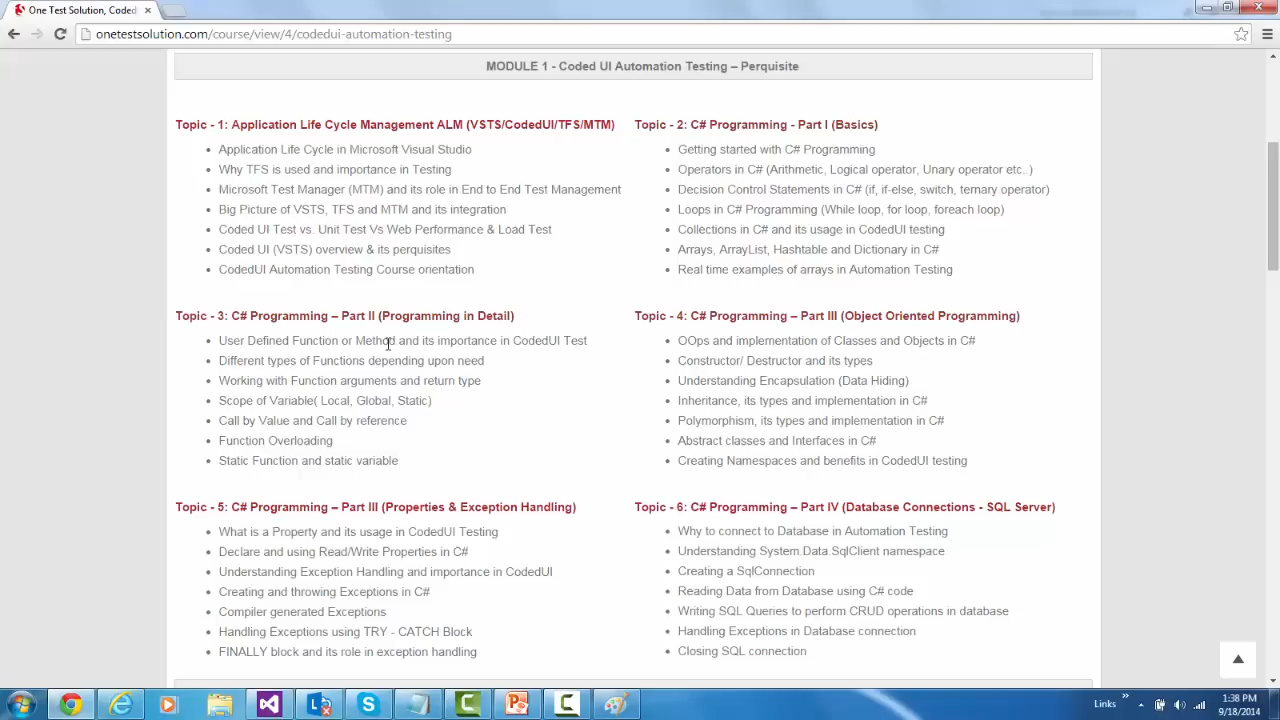 One Test Solution, Coded
onetestsolution.com/course/view/4/codedui-automation-testing
MODULE 1 - Coded UI Automation Testing – Perquisite
Topic - 1: Application Life Cycle Management ALM (VSTS/CodedUI/TFS/MTM)
Application Life Cycle in Microsoft Visual Studio
Why TFS is used and importance in Testing
Microsoft Test Manager (MTM) and its role in End to End Test Management
Big Picture of VSTS, TFS and MTM and its integration
Coded UI Test vs. Unit Test Vs Web Performance & Load Test
Coded UI (VSTS) overview & its perquisites
CodedUI Automation Testing Course orientation
Topic - 2: C# Programming - Part I (Basics)
Getting started with C# Programming
Operators in C# (Arithmetic, Logical operator, Unary operator etc..)
Decision Control Statements in C# (if, if-else, switch, ternary operator)
Loops in C# Programming (While loop, for loop, foreach loop)
Collections in C# and its usage in CodedUI testing
Arrays, ArrayList, Hashtable and Dictionary in C#
Real time examples of arrays in Automation Testing
Topic - 3: C# Programming – Part II (Programming in Detail)
User Defined Function or Method and its importance in CodedUI Test
Different types of Functions depending upon need
Working with Function arguments and return type
Scope of Variable( Local, Global, Static)
Call by Value and Call by reference
Function Overloading
Static Function and static variable
Topic - 4: C# Programming – Part III (Object Oriented Programming)
OOps and implementation of Classes and Objects in C#
Constructor/ Destructor and its types
Understanding Encapsulation (Data Hiding)
Inheritance, its types and implementation in C#
Polymorphism, its types and implementation in C#
Abstract classes and Interfaces in C#
Creating Namespaces and benefits in CodedUI testing
Topic - 5: C# Programming – Part III (Properties & Exception Handling)
What is a Property and its usage in CodedUI Testing
Declare and using Read/Write Properties in C#
Understanding Exception Handling and importance in CodedUI
Creating and throwing Exceptions in C#
Compiler generated Exceptions
Handling Exceptions using TRY - CATCH Block
FINALLY block and its role in exception handling
Topic - 6: C# Programming – Part IV (Database Connections - SQL Server)
Why to connect to Database in Automation Testing
Understanding System.Data.SqlClient namespace
Creating a SqlConnection
Reading Data from Database using C# code
Writing SQL Queries to perform CRUD operations in database
Handling Exceptions in Database connection
Closing SQL connection
Links
1:38 PM
9/18/2014